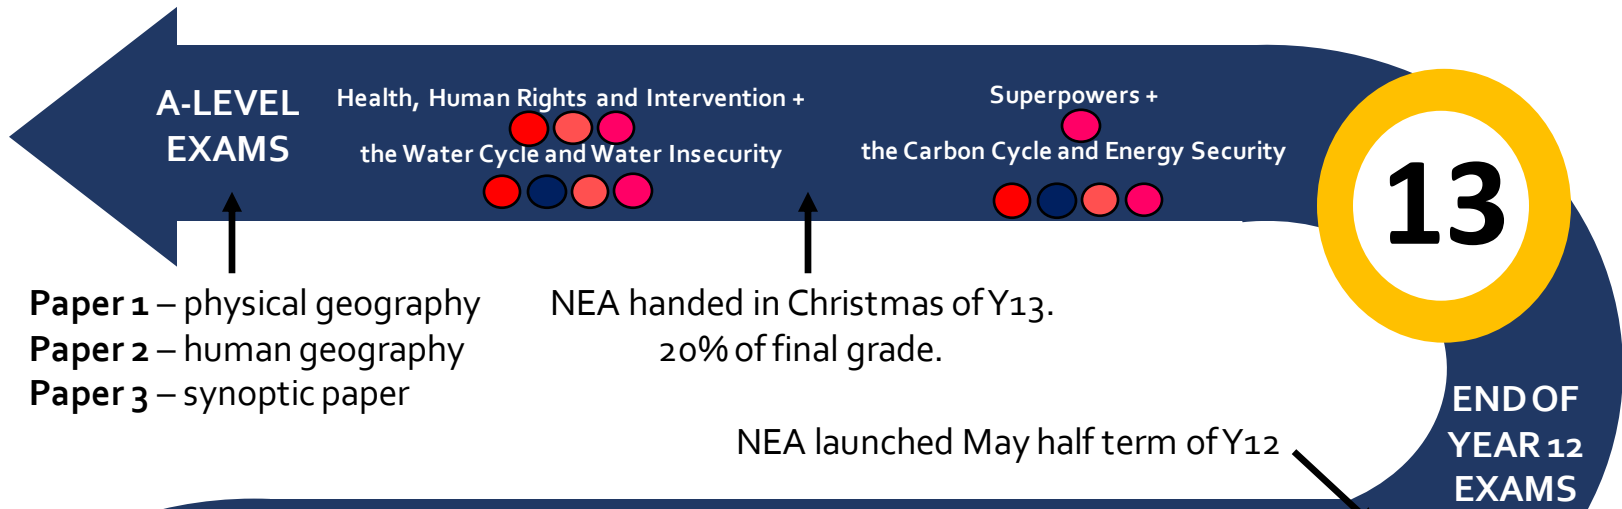 A-LEVEL
EXAMS
Health, Human Rights and Intervention +
the Water Cycle and Water Insecurity
Superpowers +
the Carbon Cycle and Energy Security
13
Paper 1 – physical geography
Paper 2 – human geography
Paper 3 – synoptic paper
NEA handed in Christmas of Y13.
20% of final grade.
NEA launched May half term of Y12
END OF
YEAR 12
EXAMS